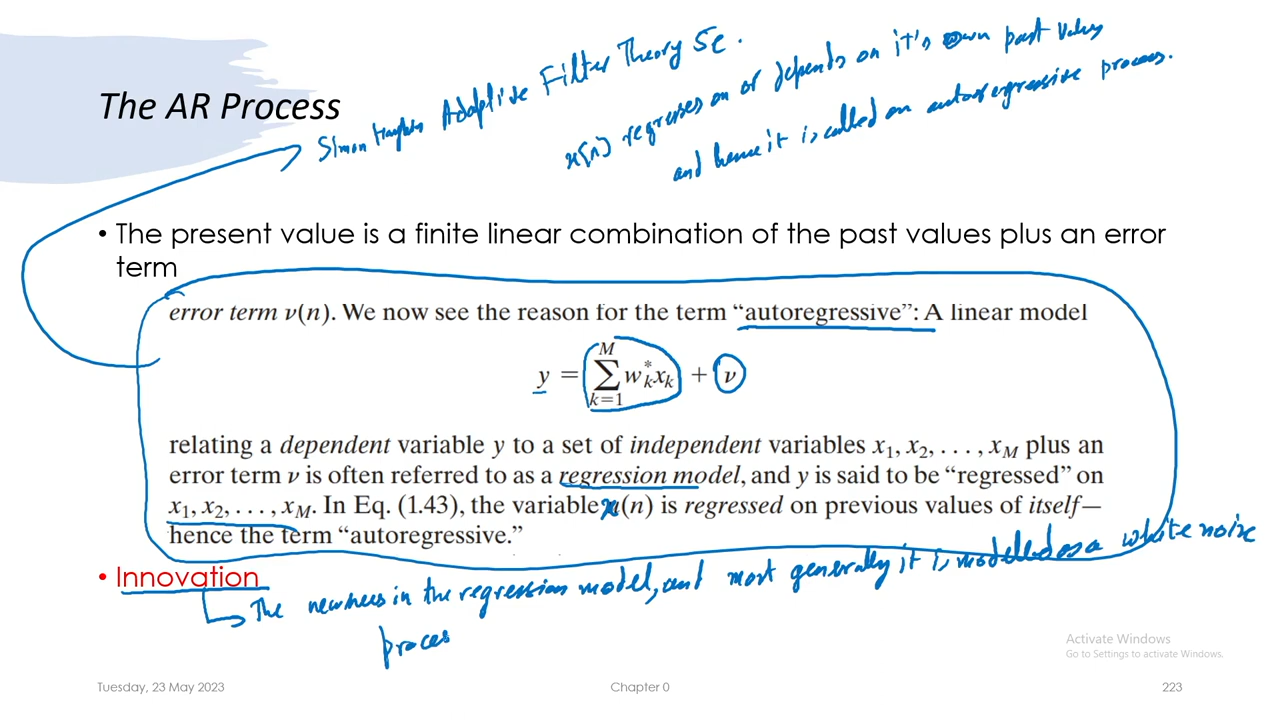 Simon Haykin Adaptive Filter Theory 5e.
The AR Process
x(n) regresses on or depends on it's own past values
and hence it is called an autoregressive process.
• The present value is a finite linear combination of the past values plus an error
term
error term ν(n). We now see the reason for the term “autoregressive”: A linear model
y = ∑_{k=1}^{M} w_k^* x_k + ν
relating a dependent variable y to a set of independent variables x₁, x₂, . . . , x_M plus an
error term ν is often referred to as a regression model, and y is said to be “regressed” on
x₁, x₂, . . . , x_M. In Eq. (1.43), the variable x(n) is regressed on previous values of itself—
hence the term “autoregressive.”
• Innovation
The newness in the regression model, and most generally it is modelled as a white noise
proces
Activate Windows
Go to Settings to activate Windows.
Tuesday, 23 May 2023
Chapter 0
223